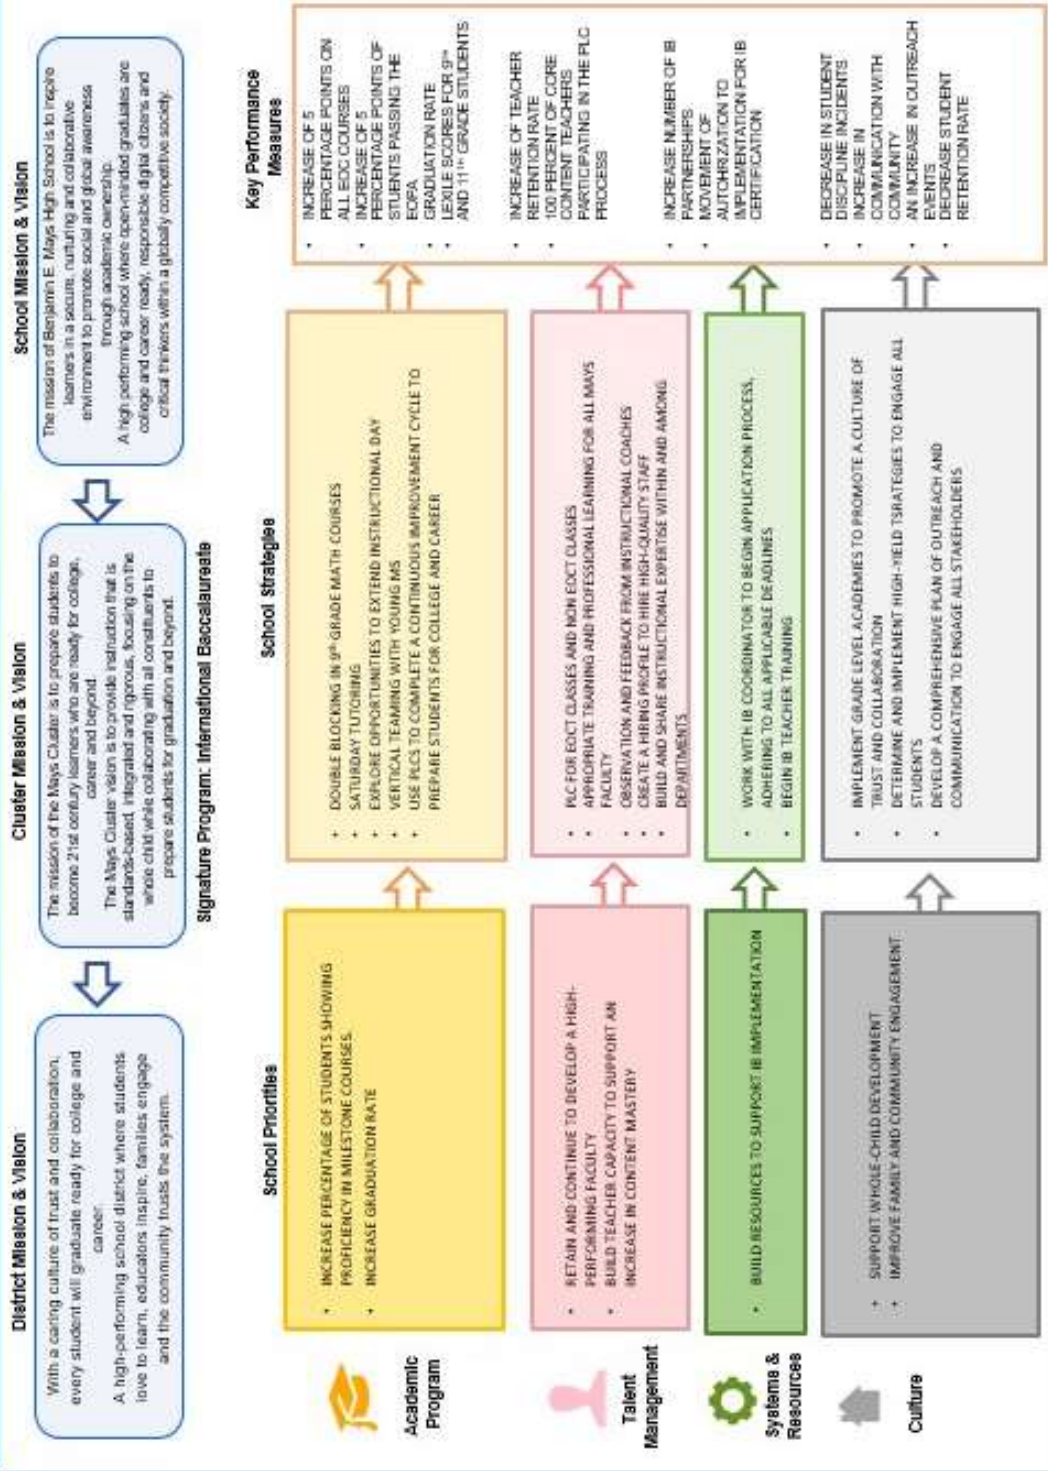 District Mission & Vision
With a caring culture of trust and collaboration,
every student will graduate ready for college and
career.
A high-performing school district where students
love to learn, educators inspire, families engage
and the community trusts the system.
Cluster Mission & Vision
The mission of the Mays Cluster is to prepare students to
become 21st century learners who are ready for college,
career and beyond.
The Mays Cluster vision is to provide instruction that is
standards-based, integrated and rigorous, focusing on the
whole child while collaborating with all constituents to
prepare students for graduation and beyond.
School Mission & Vision
The mission of Benjamin E. Mays High School is to inspire
learners in a secure, nurturing and collaborative
environment to promote social and global awareness
through academic ownership.
A high performing school where open-minded graduates are
college and career ready, responsible digital citizens and
critical thinkers within a globally competitive society.
Signature Program: International Baccalaureate
School Priorities
School Strategies
Key Performance
Measures
Academic
Program
• INCREASE PERCENTAGE OF STUDENTS SHOWING
PROFICIENCY IN MILESTONE COURSES.
• INCREASE GRADUATION RATE
• DOUBLE BLOCKING IN 9th GRADE MATH COURSES
• SATURDAY TUTORING
• EXPLORE OPPORTUNITIES TO EXTEND INSTRUCTIONAL DAY
• VERTICAL TEAMING WITH YOUNG MS
• USE PLCS TO COMPLETE A CONTINUOUS IMPROVEMENT CYCLE TO
PREPARE STUDENTS FOR COLLEGE AND CAREER
• INCREASE OF 5
PERCENTAGE POINTS ON
ALL EOC COURSES
• INCREASE OF 5
PERCENTAGE POINTS OF
STUDENTS PASSING THE
EOPA
• GRADUATION RATE
• LEXILE SCORES FOR 9th
AND 11th GRADE STUDENTS
Talent
Management
• RETAIN AND CONTINUE TO DEVELOP A HIGH-
PERFORMING FACULTY
• BUILD TEACHER CAPACITY TO SUPPORT AN
INCREASE IN CONTENT MASTERY
• PLC FOR EOCT CLASSES AND NON EOCT CLASSES
• APPROPRIATE TRAINING AND PROFESSIONAL LEARNING FOR ALL MAYS
FACULTY
• OBSERVATION AND FEEDBACK FROM INSTRUCTIONAL COACHES
• CREATE A HIRING PROFILE TO HIRE HIGH-QUALITY STAFF
• BUILD AND SHARE INSTRUCTIONAL EXPERTISE WITHIN AND AMONG
DEPARTMENTS
• INCREASE OF TEACHER
RETENTION RATE
• 100 PERCENT OF CORE
CONTENT TEACHERS
PARTICIPATING IN THE PLC
PROCESS
Systems &
Resources
• BUILD RESOURCES TO SUPPORT IB IMPLEMENTATION
• WORK WITH IB COORDINATOR TO BEGIN APPLICATION PROCESS,
ADHERING TO ALL APPLICABLE DEADLINES
• BEGIN IB TEACHER TRAINING
• INCREASE NUMBER OF IB
PARTNERSHIPS
• MOVEMENT OF
AUTOHRIZATION TO
IMPLEMENTATION FOR IB
CERTIFICATION
Culture
• SUPPORT WHOLE-CHILD DEVELOPMENT
• IMPROVE FAMILY AND COMMUNITY ENGAGEMENT
• IMPLEMENT GRADE LEVEL ACADEMIES TO PROMOTE A CULTURE OF
TRUST AND COLLABORATION
• DETERMINE AND IMPLEMENT HIGH-YIELD TSRATEGIES TO ENGAGE ALL
STUDENTS
• DEVELOP A COMPREHENSIVE PLAN OF OUTREACH AND
COMMUNICATION TO ENGAGE ALL STAKEHOLDERS
• DECREASE IN STUDENT
DISCIPLINE INCIDENTS
• INCREASE IN
COMMUNICATION WITH
COMMUNITY
• AN INCREASE IN OUTREACH
EVENTS
• DECREASE STUDENT
RETENTION RATE